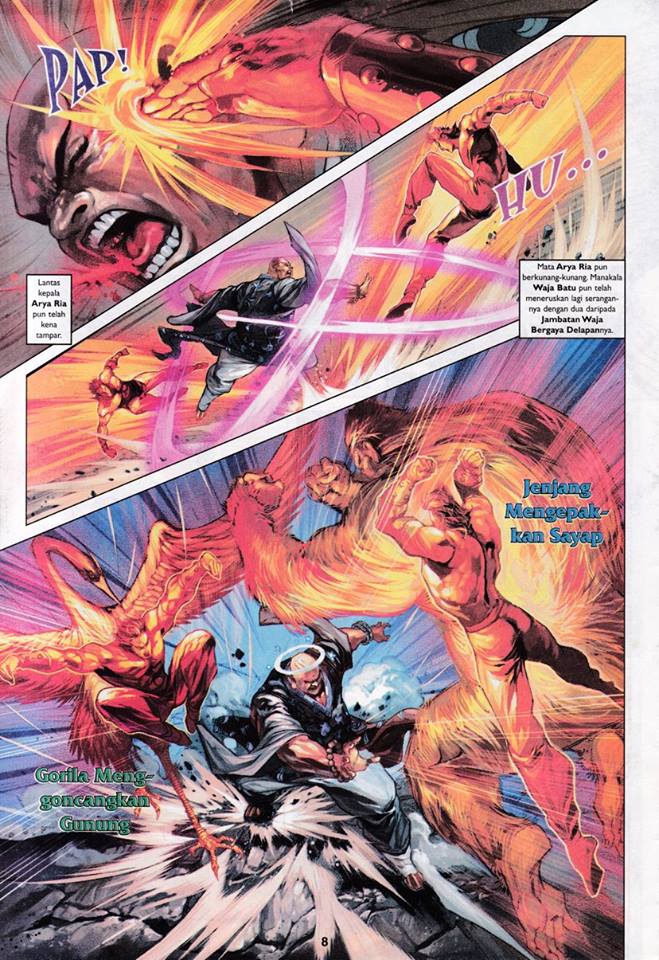 PAP!
HU...
Lantas
kepala
Arya Ria
pun telah
kena
tampar.
Mata Arya Ria pun
berkunang-kunang. Manakala
Waja Batu pun telah
meneruskan lagi serangan-
nya dengan dua daripada
Jambatan Waja
Bergaya Delapannya.
Jenjang
Mengepak-
kan Sayap
Gorila Meng-
goncangkan
Gunung
8